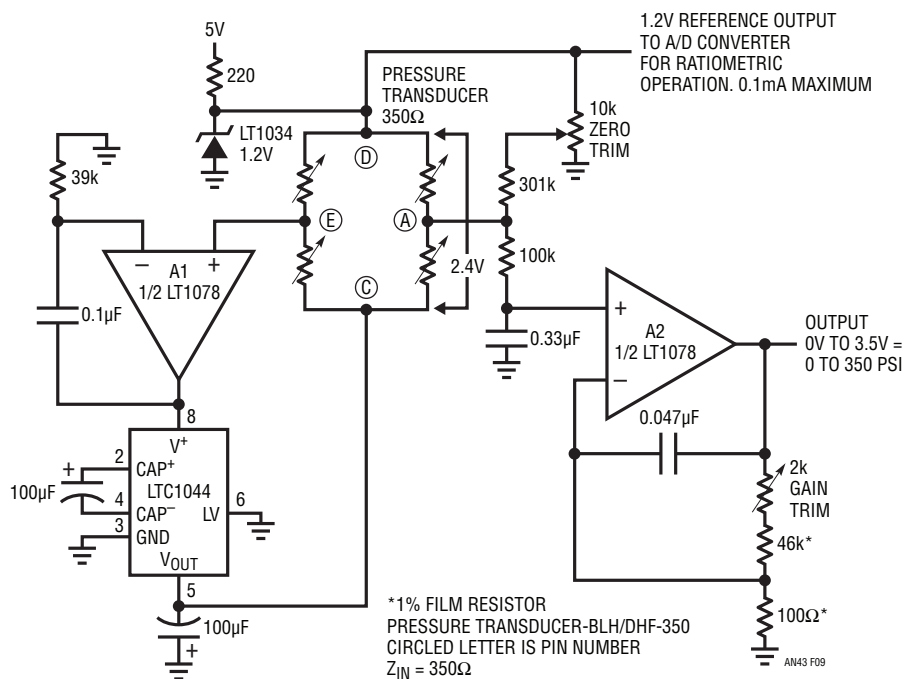 5V
220
LT1034
1.2V
PRESSURE
TRANSDUCER
350Ω
1.2V REFERENCE OUTPUT
TO A/D CONVERTER
FOR RATIOMETRIC
OPERATION. 0.1mA MAXIMUM
10k
ZERO
TRIM
39k
D
301k
E
A
100k
2.4V
C
–
+
A1
1/2 LT1078
0.1µF
0.33µF
+
A2
1/2 LT1078
–
OUTPUT
0V TO 3.5V =
0 TO 350 PSI
0.047µF
2k
GAIN
TRIM
46k*
100Ω*
8
V+
2
CAP+
+
100µF
LTC1044
4
CAP–
3
GND
6
LV
VOUT
5
100µF
+
*1% FILM RESISTOR
PRESSURE TRANSDUCER-BLH/DHF-350
CIRCLED LETTER IS PIN NUMBER
ZIN = 350Ω
AN43 F09